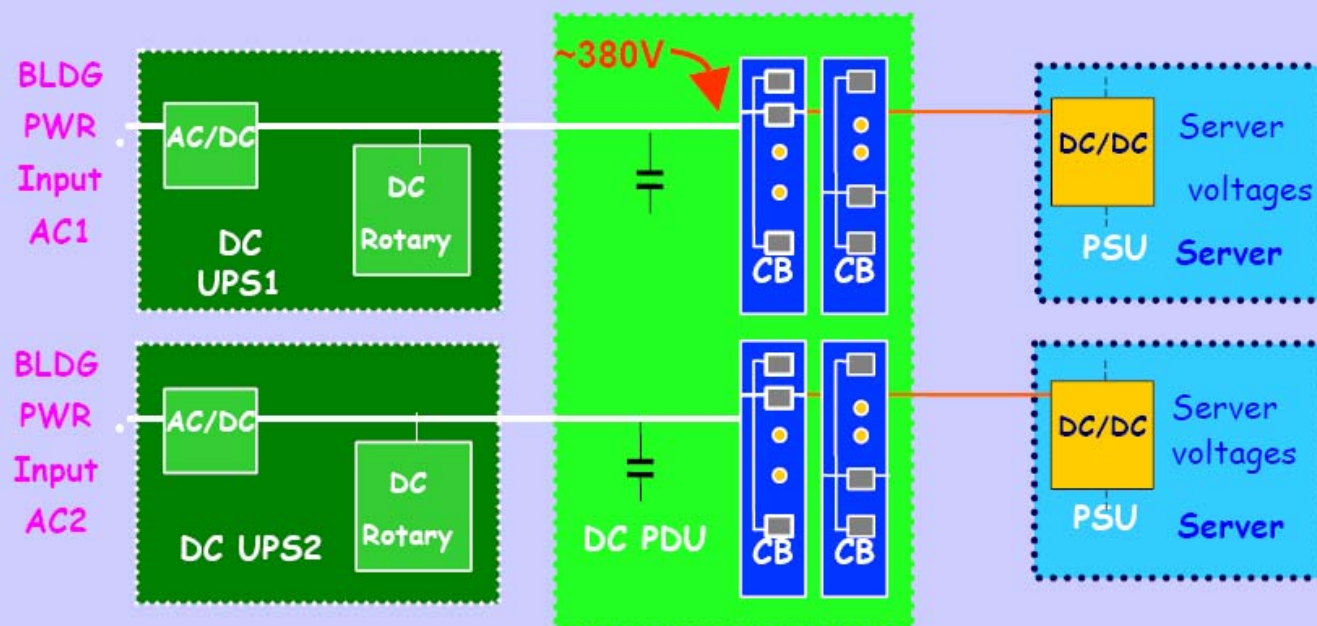 BLDG
PWR
Input
AC1
AC/DC
DC
UPS1
DC
Rotary
~380V
CB
CB
DC/DC
Server
voltages
PSU
Server
BLDG
PWR
Input
AC2
AC/DC
DC UPS2
DC
Rotary
DC PDU
CB
CB
DC/DC
Server
voltages
PSU
Server